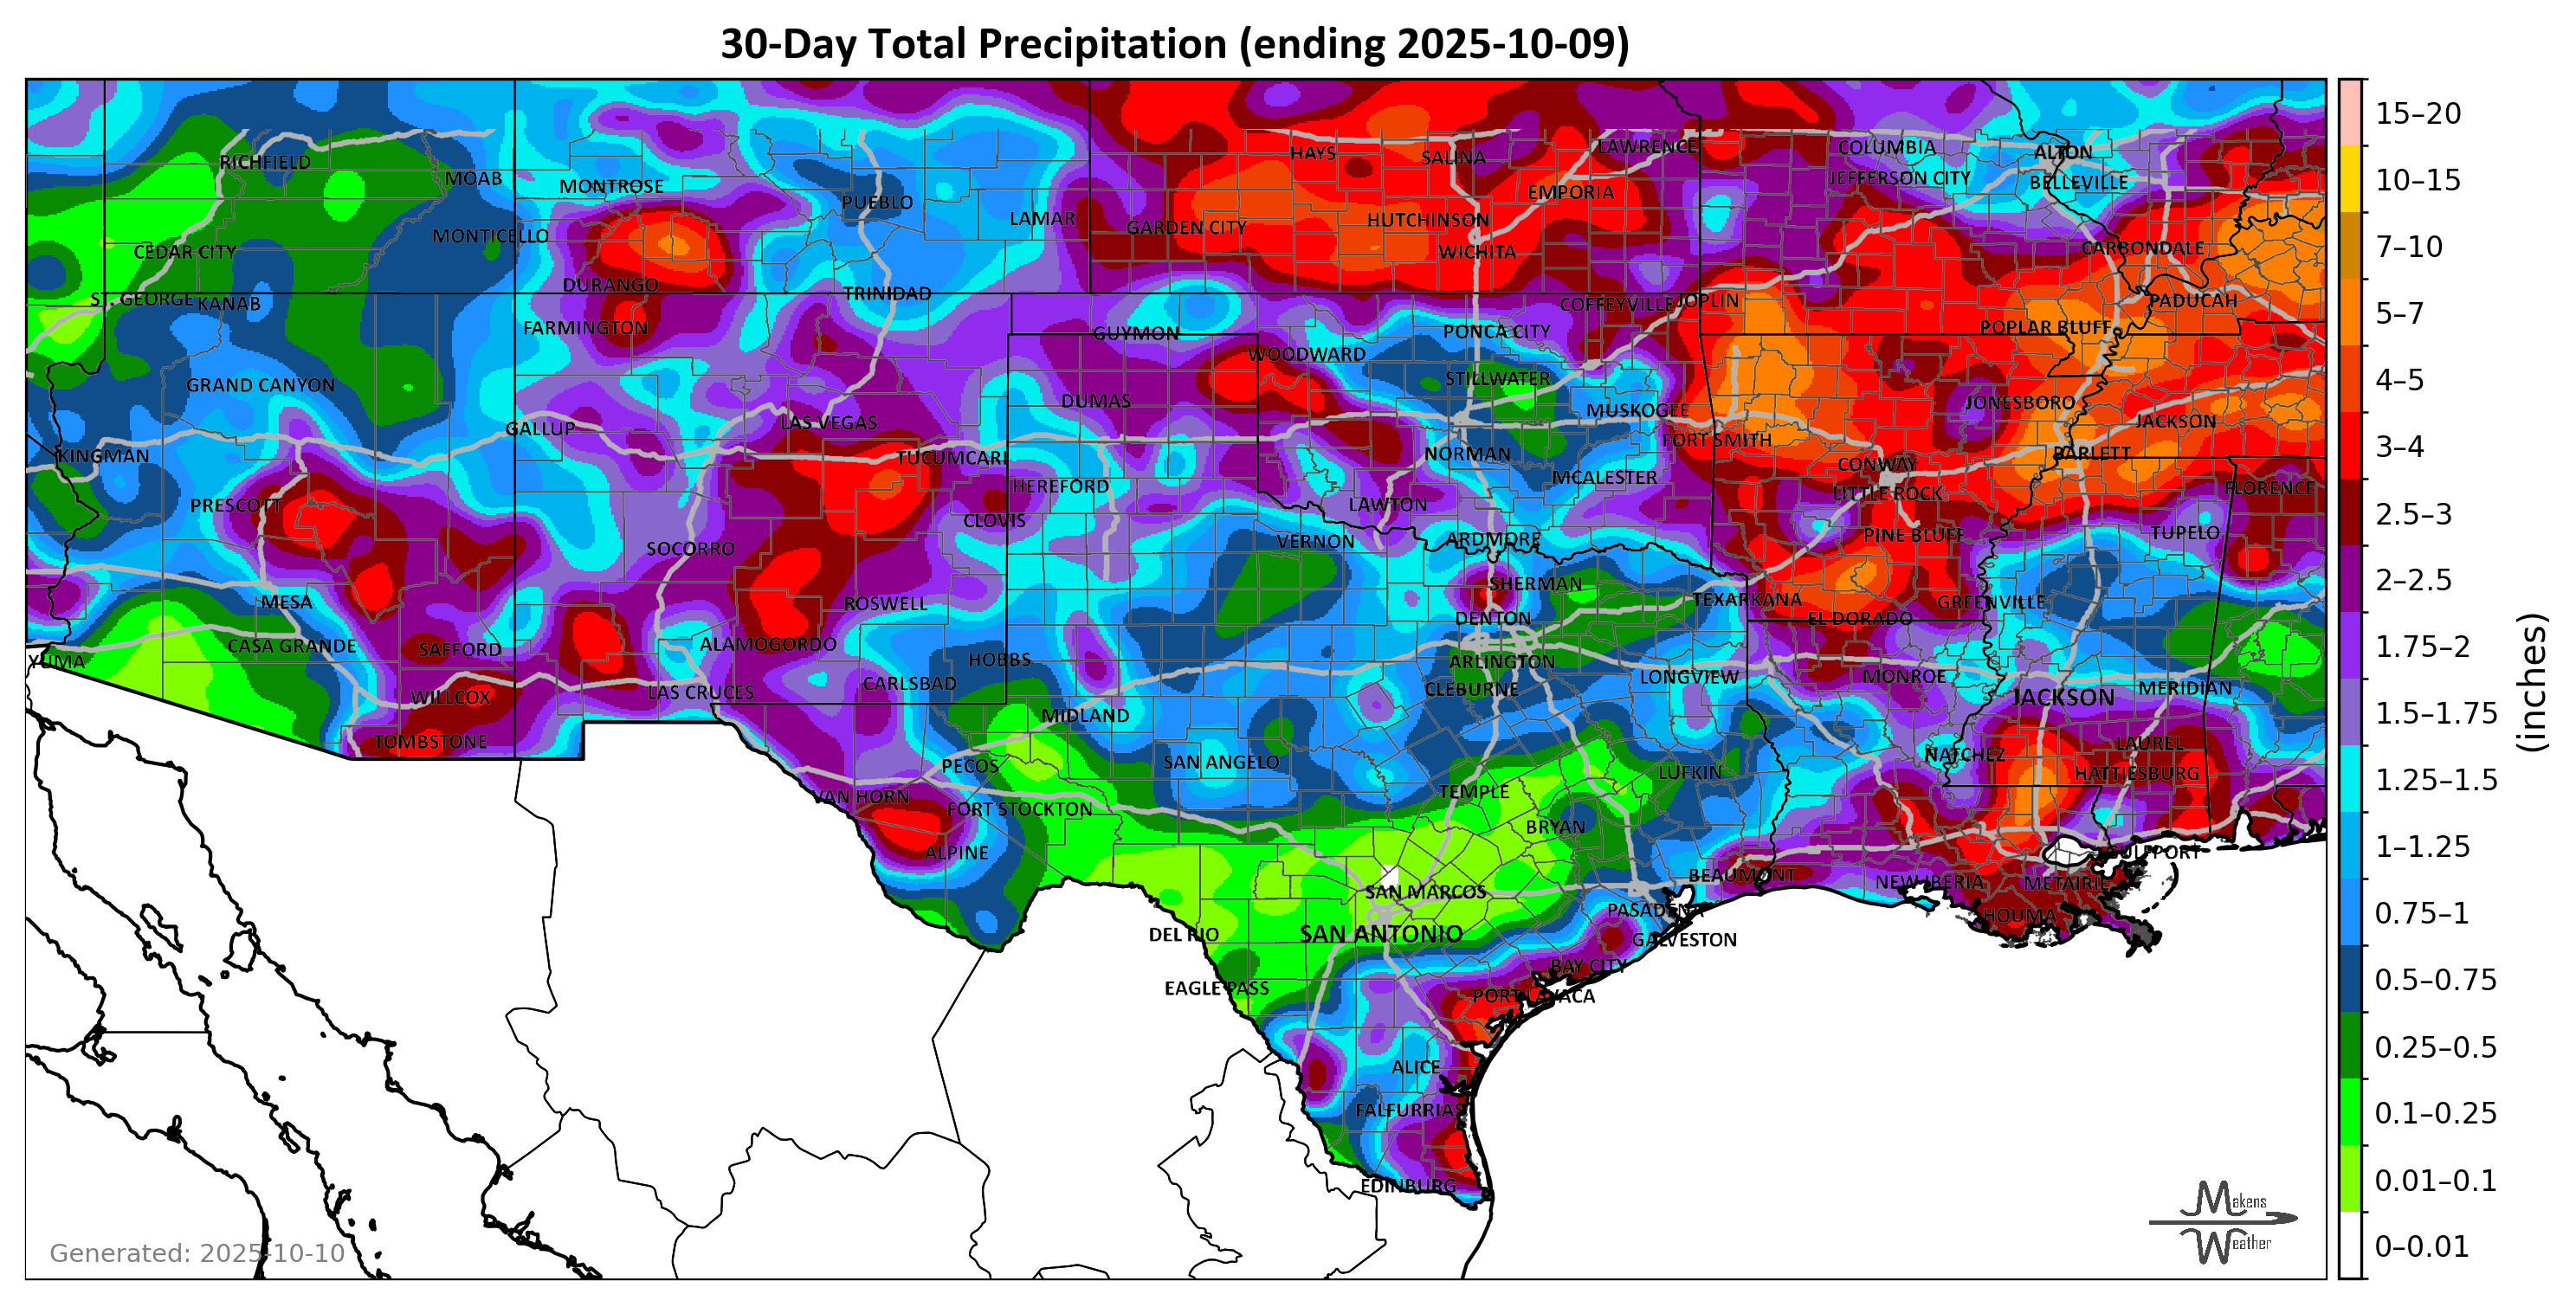 30-Day Total Precipitation (ending 2025-10-09)
RICHFIELD
MOAB
MONTROSE
PUEBLO
LAMAR
HAYS
SALINA
LAWRENCE
COLUMBIA
ALTON
JEFFERSON CITY
BELLEVILLE
EMPORIA
HUTCHINSON
GARDEN CITY
WICHITA
MONTICELLO
CEDAR CITY
CARBONDALE
DURANGO
TRINIDAD
ST. GEORGE
KANAB
COFFEYVILLE
JOPLIN
PADUCAH
FARMINGTON
GUYMON
PONCA CITY
POPLAR BLUFF
WOODWARD
STILLWATER
GRAND CANYON
DUMAS
MUSKOGEE
JONESBORO
JACKSON
GALLUP
LAS VEGAS
FORT SMITH
KINGMAN
TUCUMCARI
NORMAN
BARLETT
CONWAY
MCALESTER
HEREFORD
LITTLE ROCK
FLORENCE
PRESCOTT
LAWTON
CLOVIS
PINE BLUFF
TUPELO
SOCORRO
VERNON
ARDMORE
SHERMAN
MESA
ROSWELL
TEXARKANA
GREENVILLE
DENTON
EL DORADO
CASA GRANDE
SAFFORD
ALAMOGORDO
YUMA
HOBBS
ARLINGTON
LONGVIEW
MONROE
WILLCOX
LAS CRUCES
CARLSBAD
CLEBURNE
JACKSON
MERIDIAN
MIDLAND
TOMBSTONE
LAUREL
NATCHEZ
PECOS
SAN ANGELO
LUFKIN
HATTIESBURG
VAN HORN
TEMPLE
FORT STOCKTON
BRYAN
ALPINE
GULFPORT
BEAUMONT
NEW IBERIA
METAIRIE
SAN MARCOS
PASADENA
HOUMA
DEL RIO
SAN ANTONIO
GALVESTON
BAY CITY
EAGLE PASS
PORT LAVACA
ALICE
FALFURRIAS
EDINBURG
Generated: 2025-10-10
Makens
Weather
15–20
10–15
7–10
5–7
4–5
3–4
2.5–3
2–2.5
1.75–2
1.5–1.75
1.25–1.5
1–1.25
0.75–1
0.5–0.75
0.25–0.5
0.1–0.25
0.01–0.1
0–0.01
(inches)